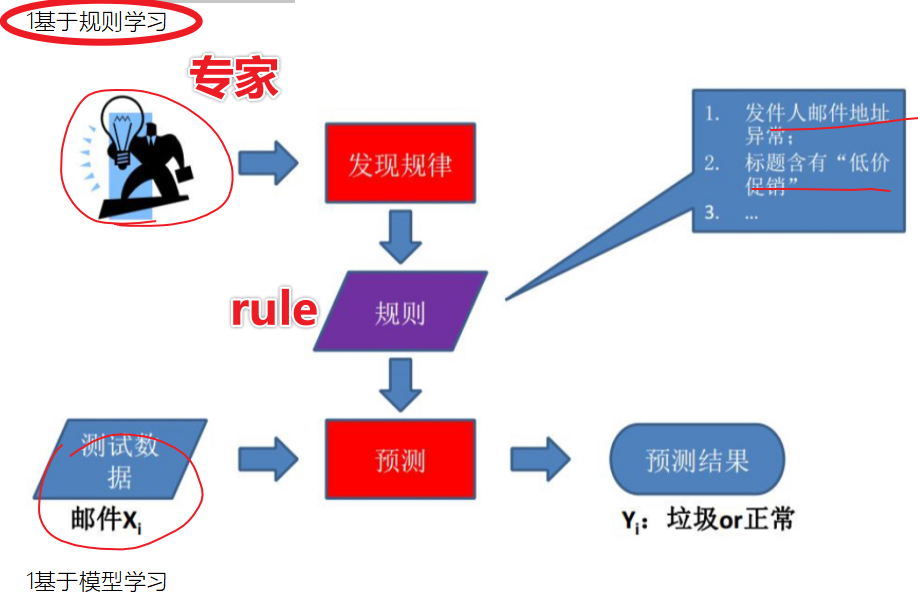 1基于规则学习
专家
发现规律
1. 发件人邮件地址
异常；
2. 标题含有“低价
促销”
3. ...
rule
规则
测试数
据
预测
预测结果
邮件Xi
Yi：垃圾or正常
1基于模型学习